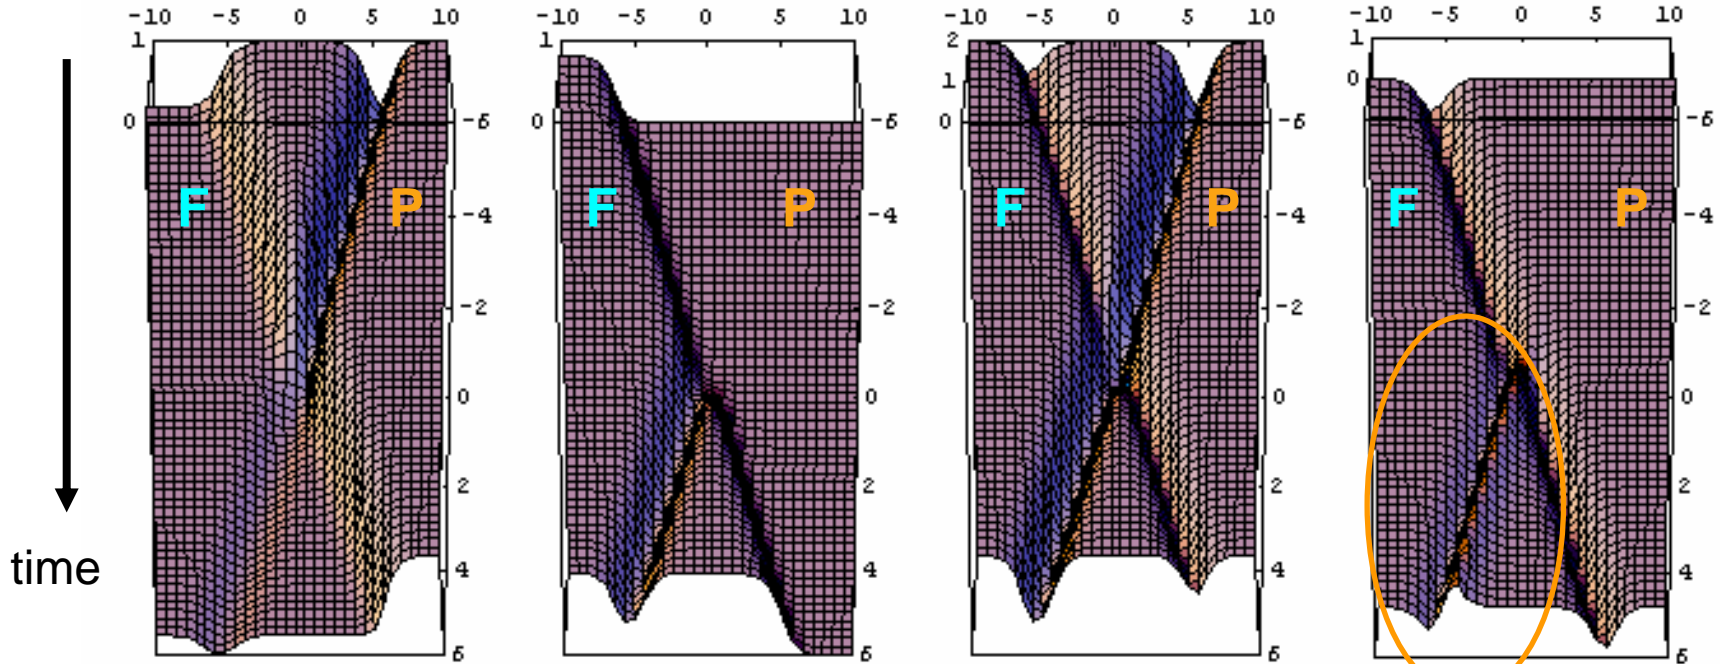 -10 -5 0 5 10 -10 -5 0 5 10 -10 -5 0 5 10 -10 -5 0 5 10
1 1 2 1
1 0
0 -6 0 -6 0 -6 -6
F P F P F P F P
-4 -4 -4 -4
-2 -2 -2 -2
0 0 0 0
2 2 2 2
time 4 4 4 4
6 6 6 6